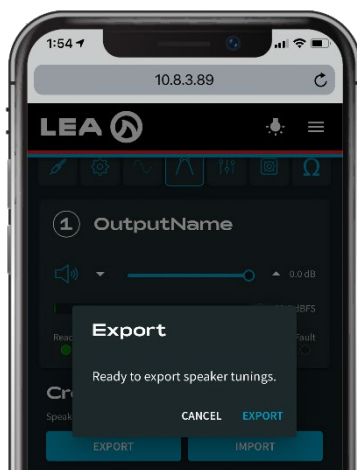 1:54
10.8.3.89
LEA
1 OutputName
0.0 dB
dBFS
Fault
Export
Ready to export speaker tunings.
CANCEL EXPORT
EXPORT IMPORT